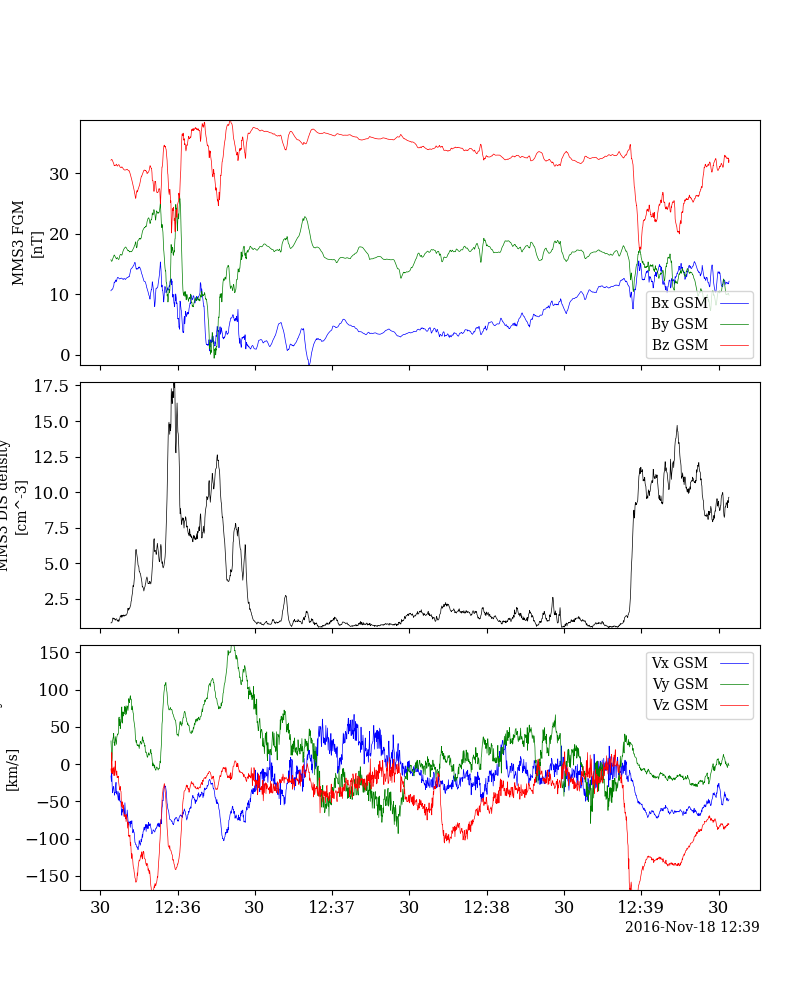 MMS3 FGM
[nT]
30
20
10
0
Bx GSM
By GSM
Bz GSM
MMS3 DIS density
[cm^-3]
17.5
15.0
12.5
10.0
7.5
5.0
2.5
[km/s]
150
100
50
0
−50
−100
−150
Vx GSM
Vy GSM
Vz GSM
30 12:36 30 12:37 30 12:38 30 12:39 30
2016-Nov-18 12:39